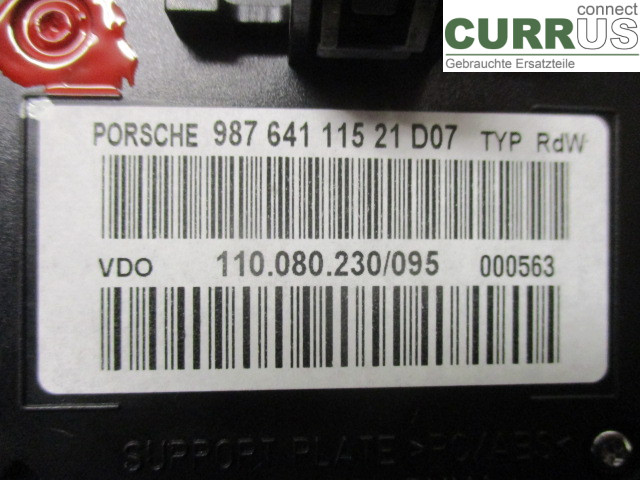 connect
CURRUS
Gebrauchte Ersatzteile
PORSCHE 987 641 115 21 D07 TYP RdW
VDO 110.080.230/095 000563
SUPPORT PLATE >PC/ABS<